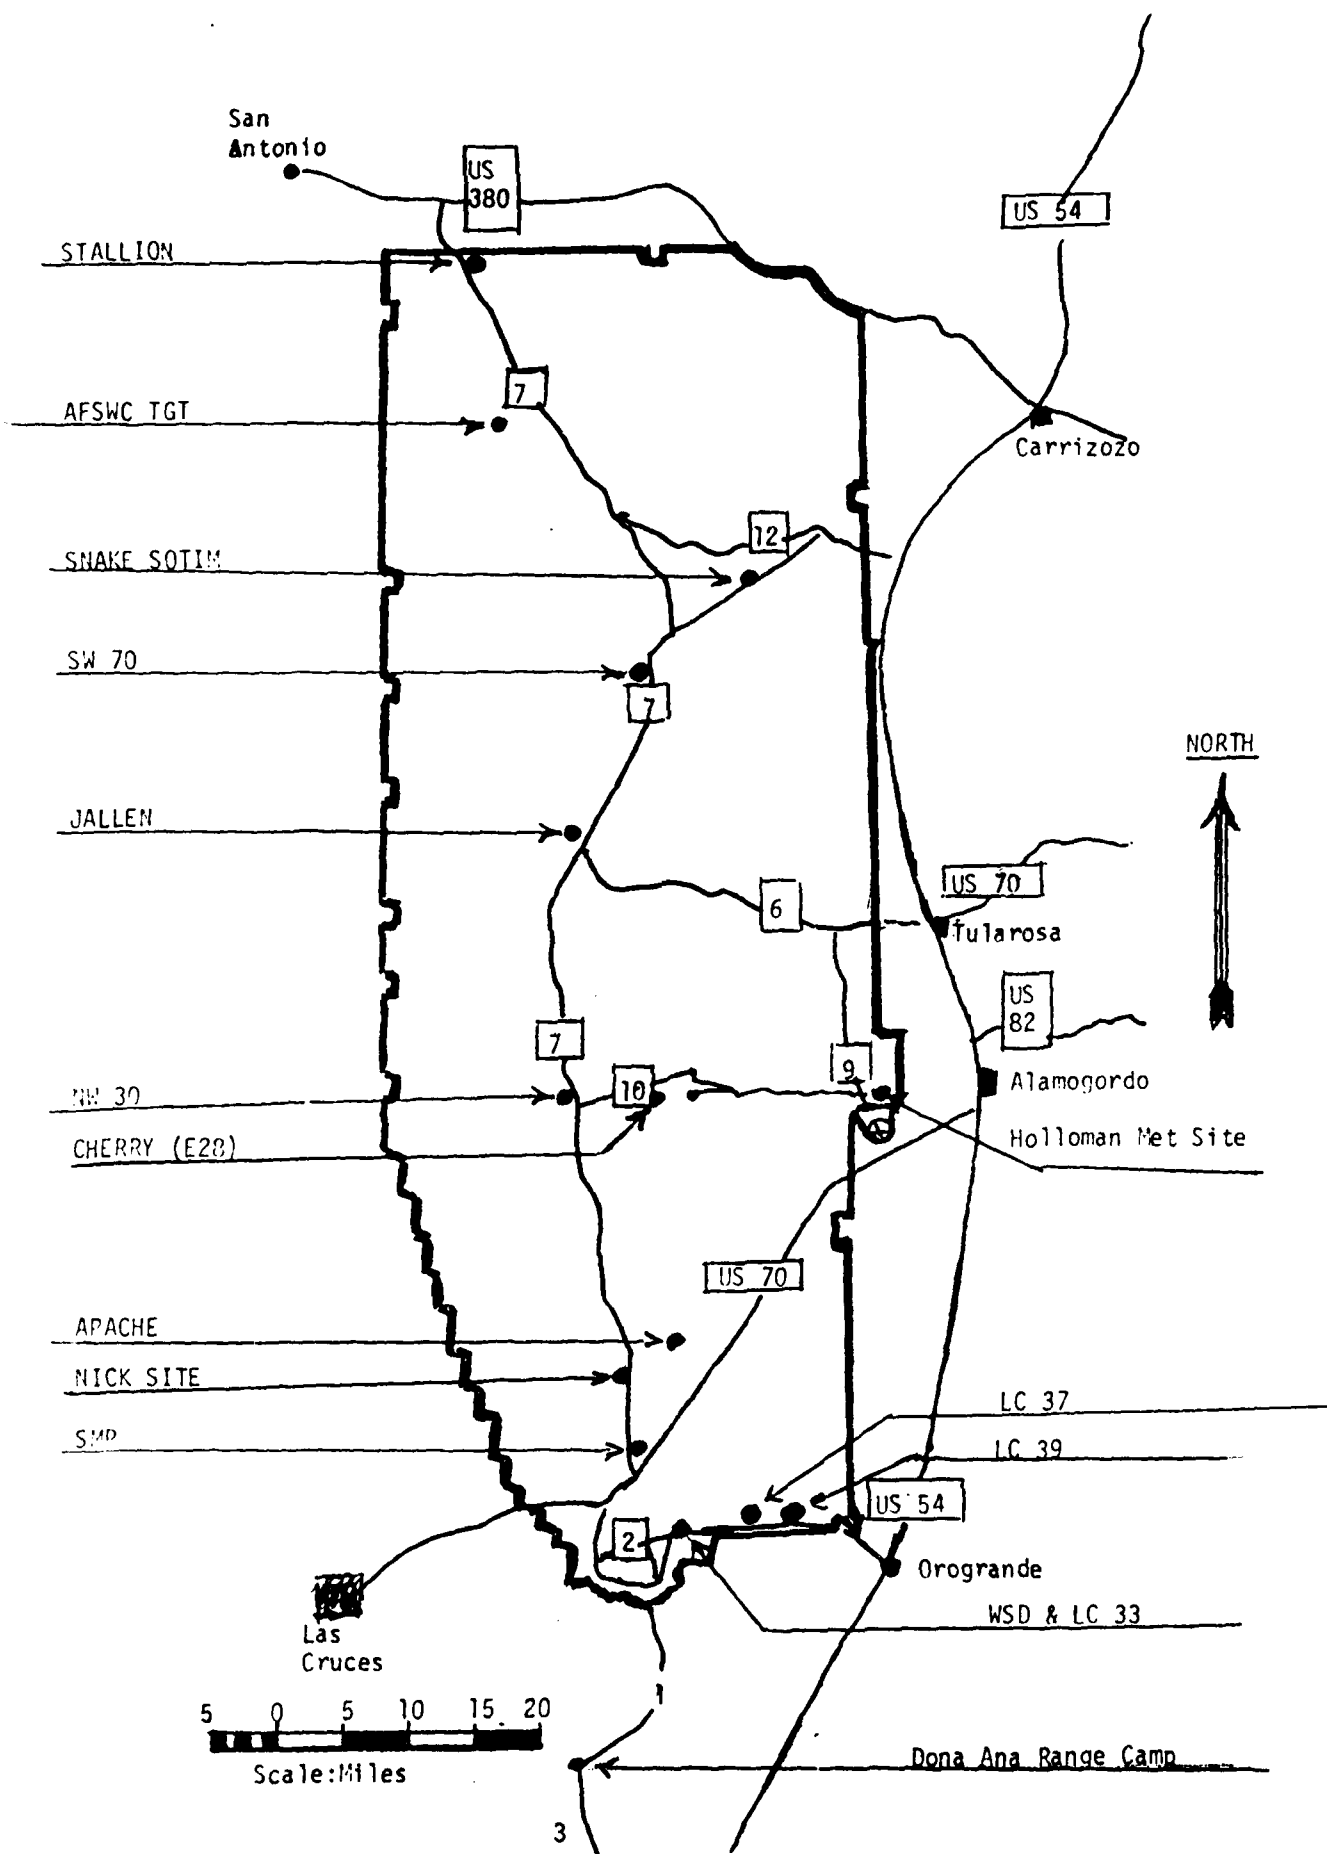 San
Antonio
US
380
US 54
STALLION
7
AFSWC TGT
Carrizozo
12
SNAKE SOTIM
SW 70
7
NORTH
JALLEN
US 70
6
Tularosa
US
82
7
9
Alamogordo
10
NW 30
CHERRY (E28)
Holloman Met Site
US 70
APACHE
NICK SITE
LC 37
SMP
LC 39
US 54
2
Orogrande
WSD & LC 33
Las
Cruces
1
5 0 5 10 15 20
Scale:Miles
Dona Ana Range Camp
3